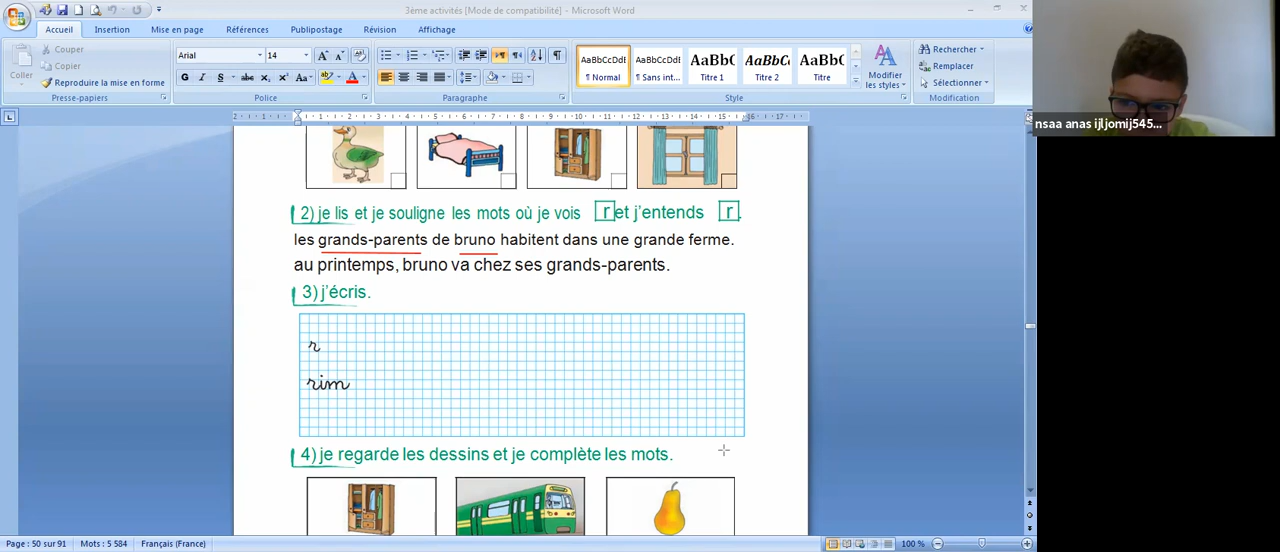 3ème activités [Mode de compatibilité] - Microsoft Word
Accueil Insertion Mise en page Références Publipostage Révision Affichage
Coller
Couper
Copier
Reproduire la mise en forme
Presse-papiers
Arial 14
Police
Paragraphe
AaBbCcDdE AaBbCcDdE AaBbC AaBbCc AaBbC
¶ Normal ¶ Sans int... Titre 1 Titre 2 Titre
Modifier les styles
Style
Rechercher
Remplacer
Sélectionner
Modification
nsaa anas ijljomij545...
2) je lis et je souligne les mots où je vois r et j'entends r .
les grands-parents de bruno habitent dans une grande ferme.
au printemps, bruno va chez ses grands-parents.
3) j'écris.
r
rim
4) je regarde les dessins et je complète les mots.
Page : 50 sur 91 Mots : 5 584 Français (France) 100 %